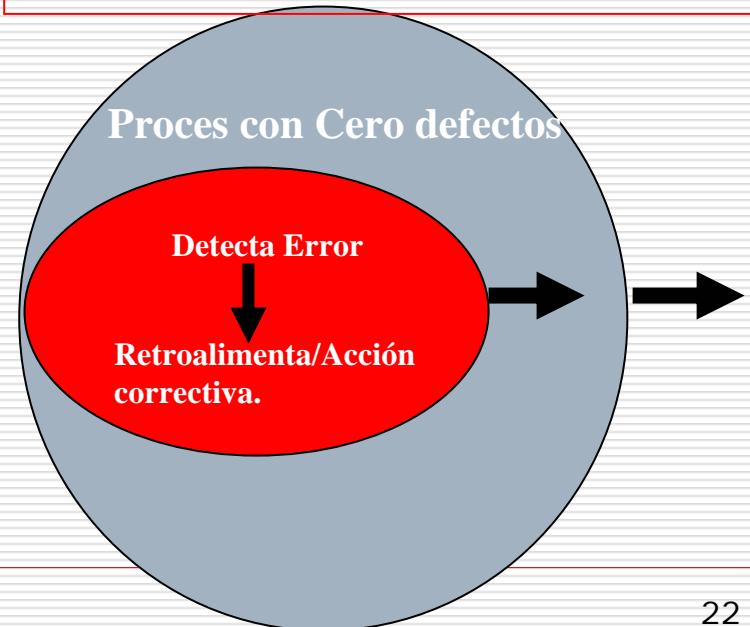 Proces con Cero defectos
Detecta Error
Retroalimenta/Acción
correctiva.
22